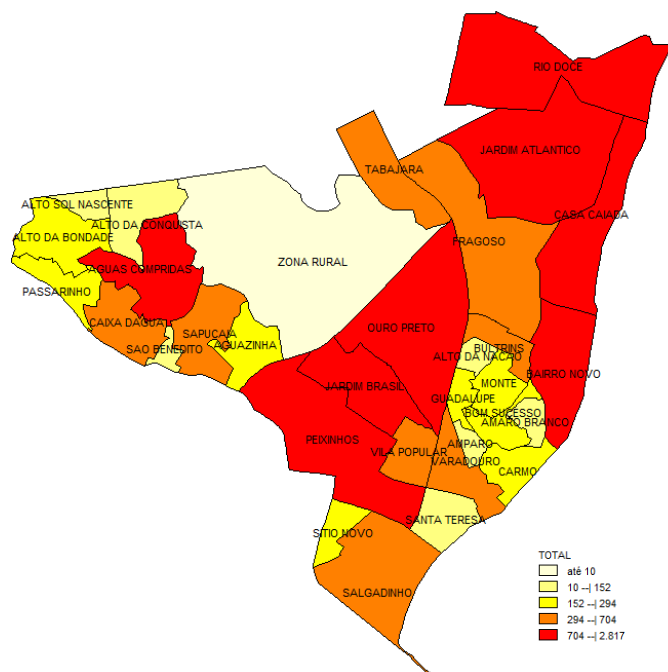 RIO DOCE
JARDIM ATLANTICO
TABAJARA
CASA CAIADA
FRAGOSO
ALTO SOL NASCENTE
ALTO DA CONQUISTA
ALTO DA BONDADE
AGUAS COMPRIDAS
ZONA RURAL
PASSARINHO
CAIXA DAGUA
SAPUCAIA
OURO PRETO
SAO BENEDITO
AGUAZINHA
BULTRINS
ALTO DA NACAO
BAIRRO NOVO
JARDIM BRASIL
MONTE
GUADALUPE
BOM SUCESSO
AMARO BRANCO
PEIXINHOS
AMPARO
VILA POPULAR
VARADOURO
CARMO
SANTA TERESA
SITIO NOVO
SALGADINHO
TOTAL
até 10
10 --| 152
152 --| 294
294 --| 704
704 --| 2.817